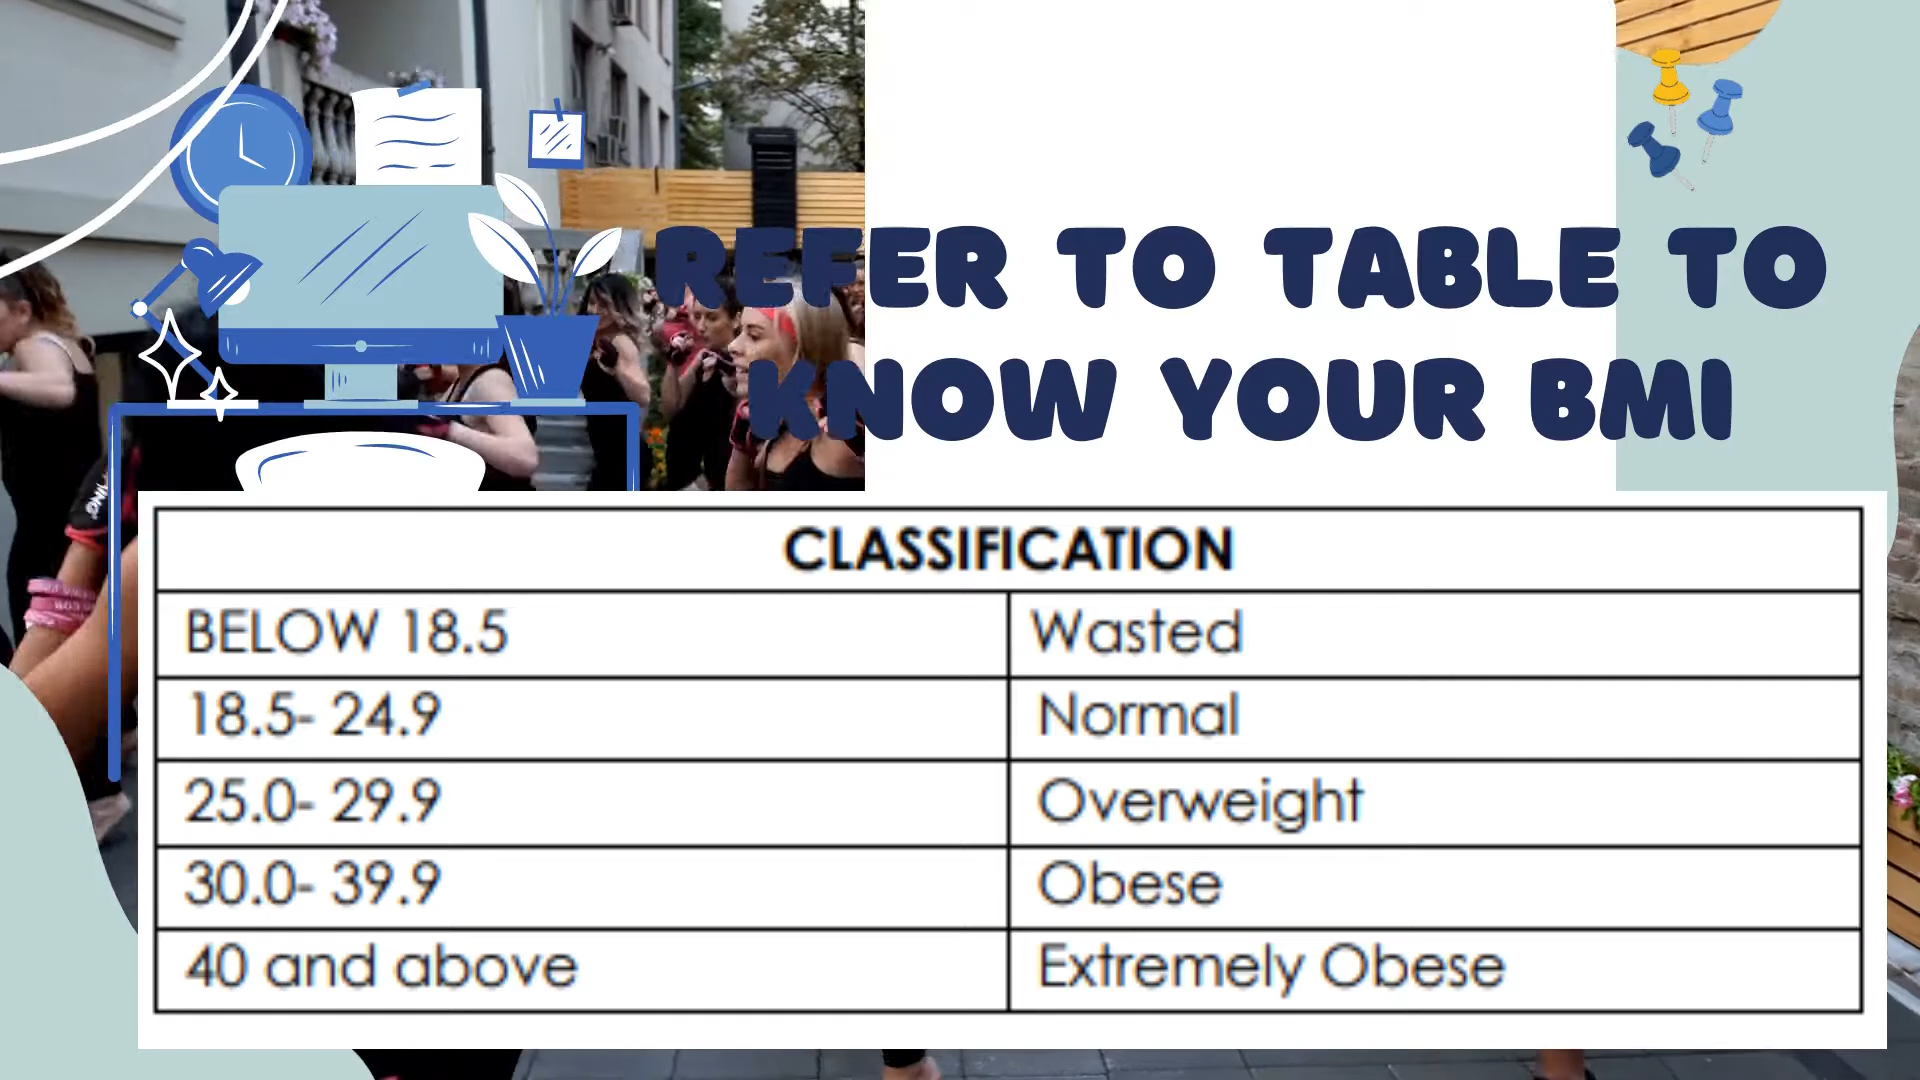 REFER TO TABLE TO
KNOW YOUR BMI
CLASSIFICATION
BELOW 18.5 Wasted
18.5- 24.9 Normal
25.0- 29.9 Overweight
30.0- 39.9 Obese
40 and above Extremely Obese